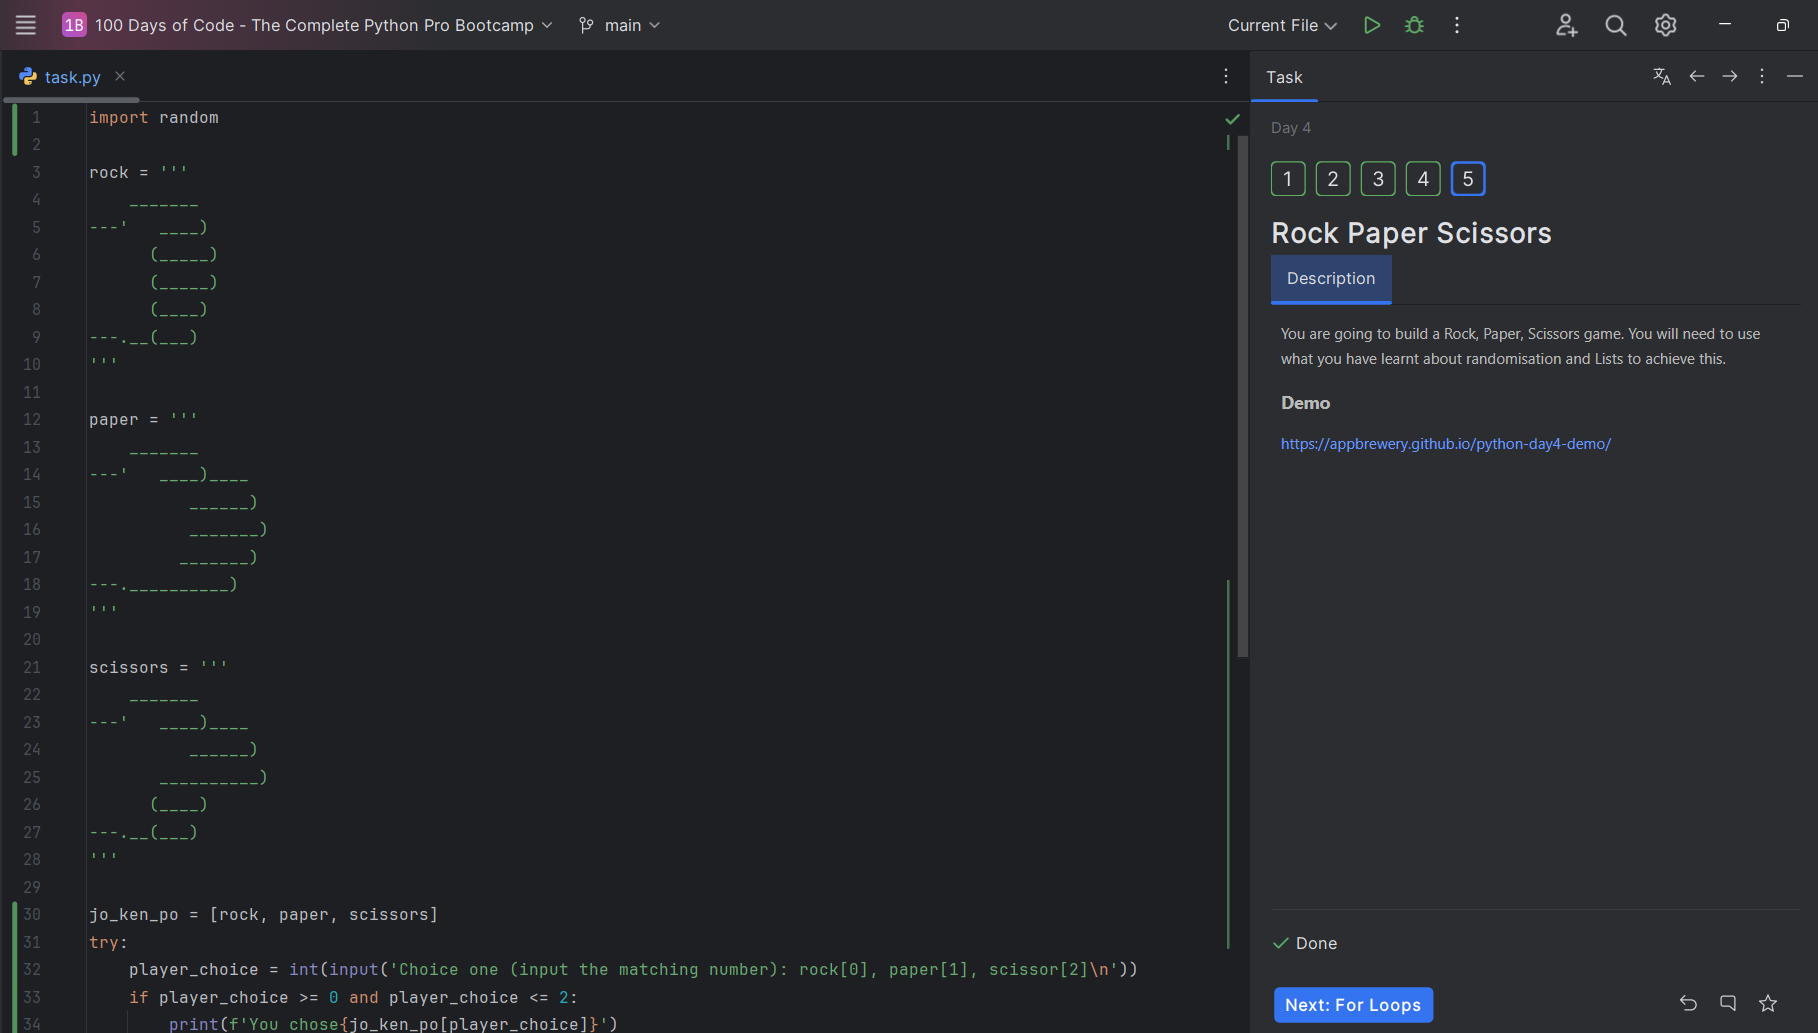 1B 100 Days of Code - The Complete Python Pro Bootcamp main Current File
task.py
1 import random
2
3 rock = '''
4     _______
5 ---'   ____)
6       (_____)
7       (_____)
8       (____)
9 ---.__(___)
10 '''
11
12 paper = '''
13     _______
14 ---'   ____)____
15           ______)
16           _______)
17          _______)
18 ---.__________)
19 '''
20
21 scissors = '''
22     _______
23 ---'   ____)____
24           ______)
25        __________)
26       (____)
27 ---.__(___)
28 '''
29
30 jo_ken_po = [rock, paper, scissors]
31 try:
32     player_choice = int(input('Choice one (input the matching number): rock[0], paper[1], scissor[2]\n'))
33     if player_choice >= 0 and player_choice <= 2:
34         print(f'You chose{jo_ken_po[player_choice]}')
Task
Day 4
1 2 3 4 5
Rock Paper Scissors
Description
You are going to build a Rock, Paper, Scissors game. You will need to use
what you have learnt about randomisation and Lists to achieve this.
Demo
https://appbrewery.github.io/python-day4-demo/
Done
Next: For Loops